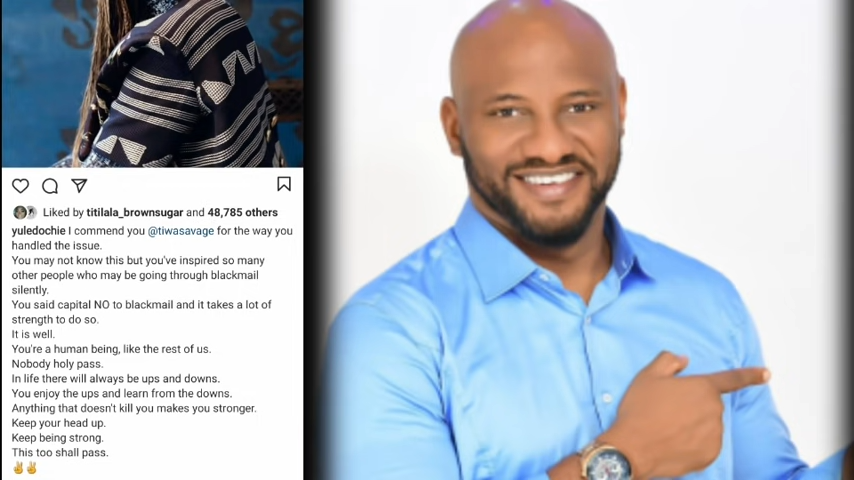 Liked by titilala_brownsugar and 48,785 others
yuledochie I commend you @tiwasavage for the way you
handled the issue.
You may not know this but you've inspired so many
other people who may be going through blackmail
silently.
You said capital NO to blackmail and it takes a lot of
strength to do so.
It is well.
You're a human being, like the rest of us.
Nobody holy pass.
In life there will always be ups and downs.
You enjoy the ups and learn from the downs.
Anything that doesn't kill you makes you stronger.
Keep your head up.
Keep being strong.
This too shall pass.
✌✌